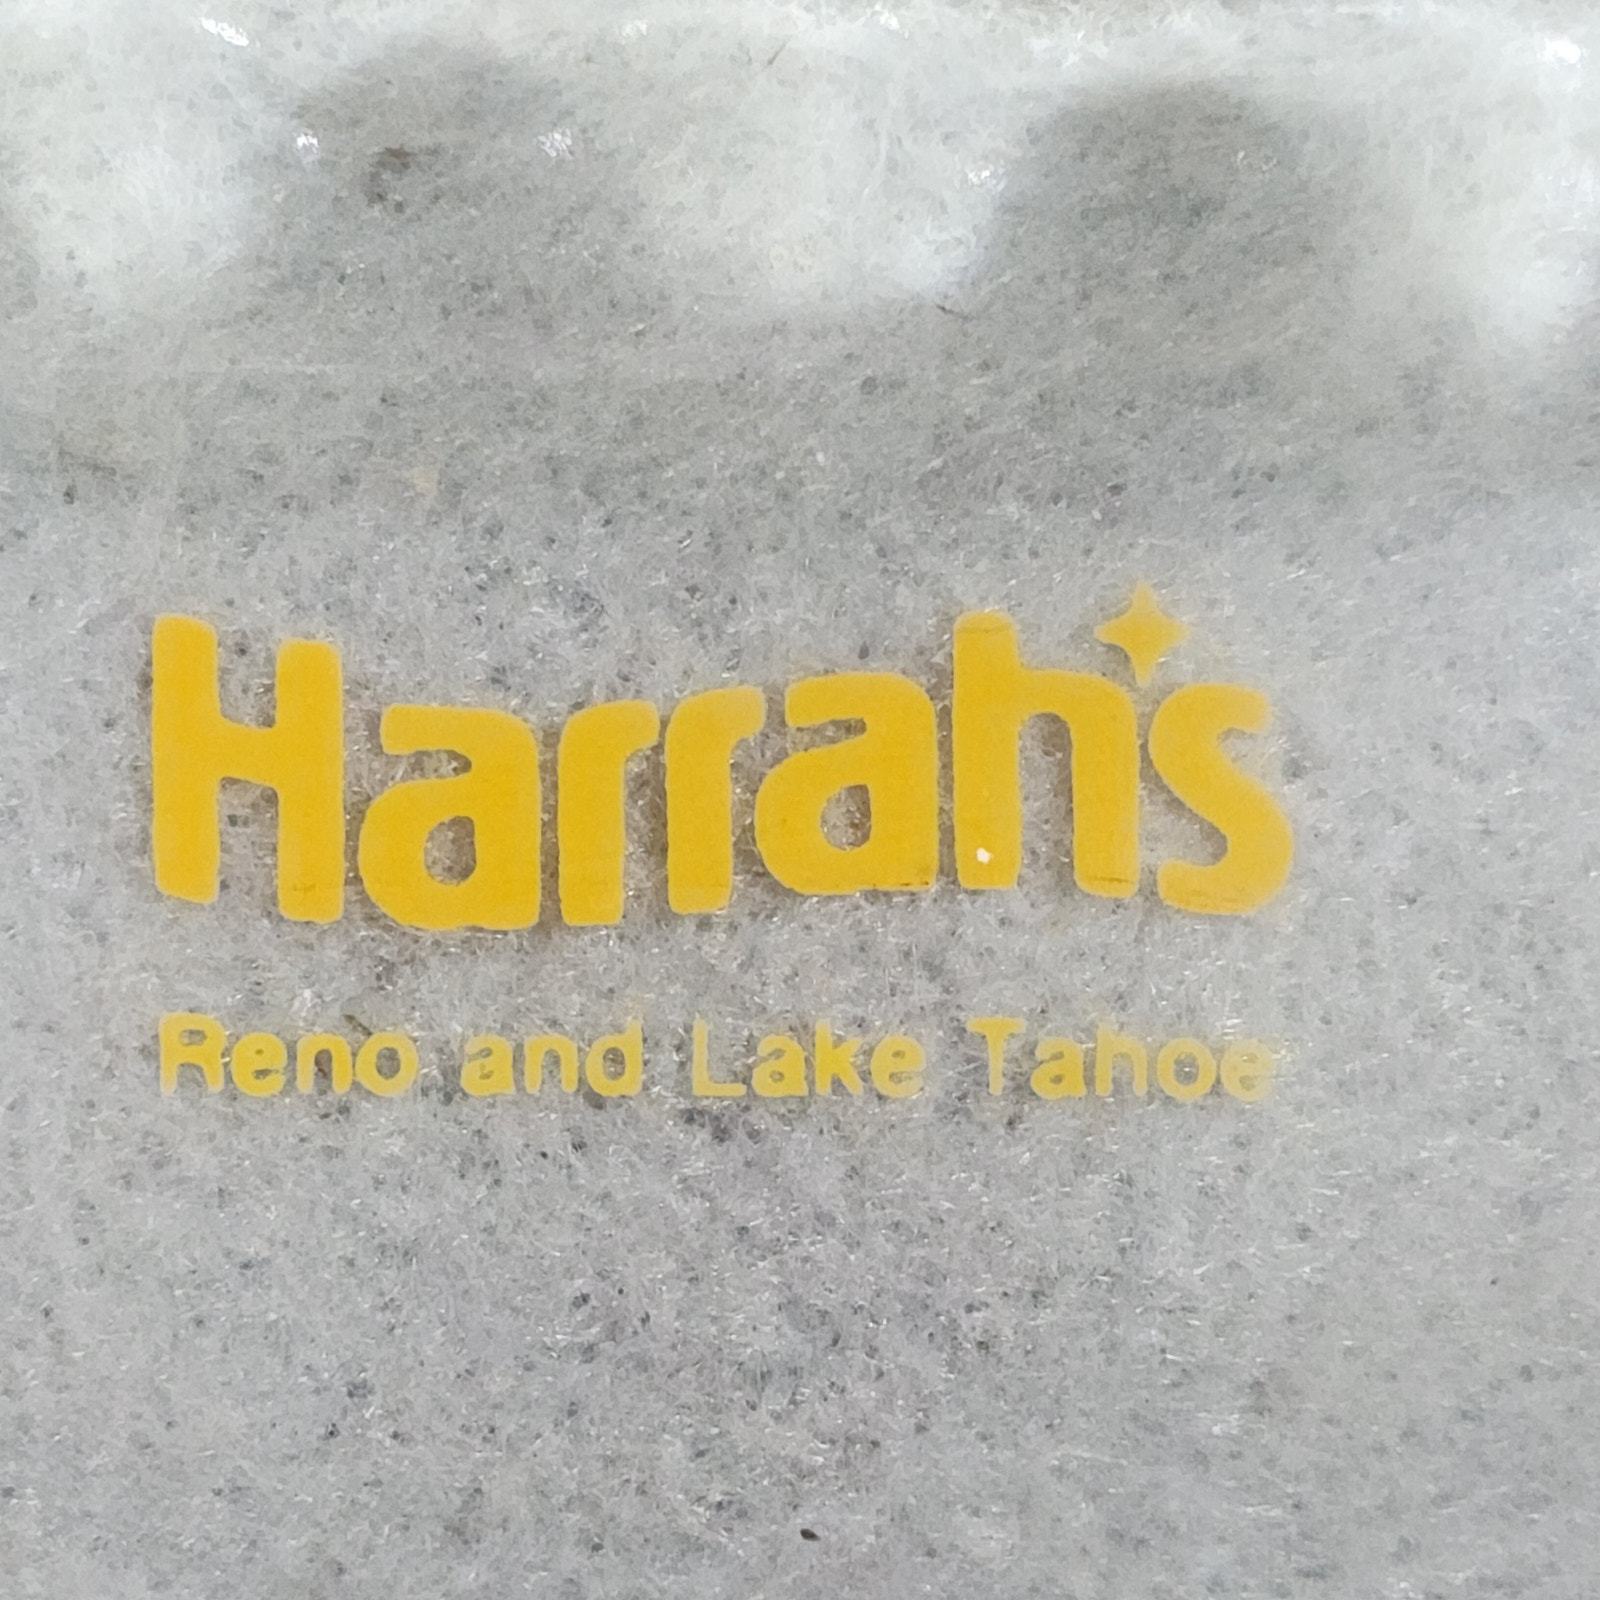 Harrah's
Reno and Lake Tahoe